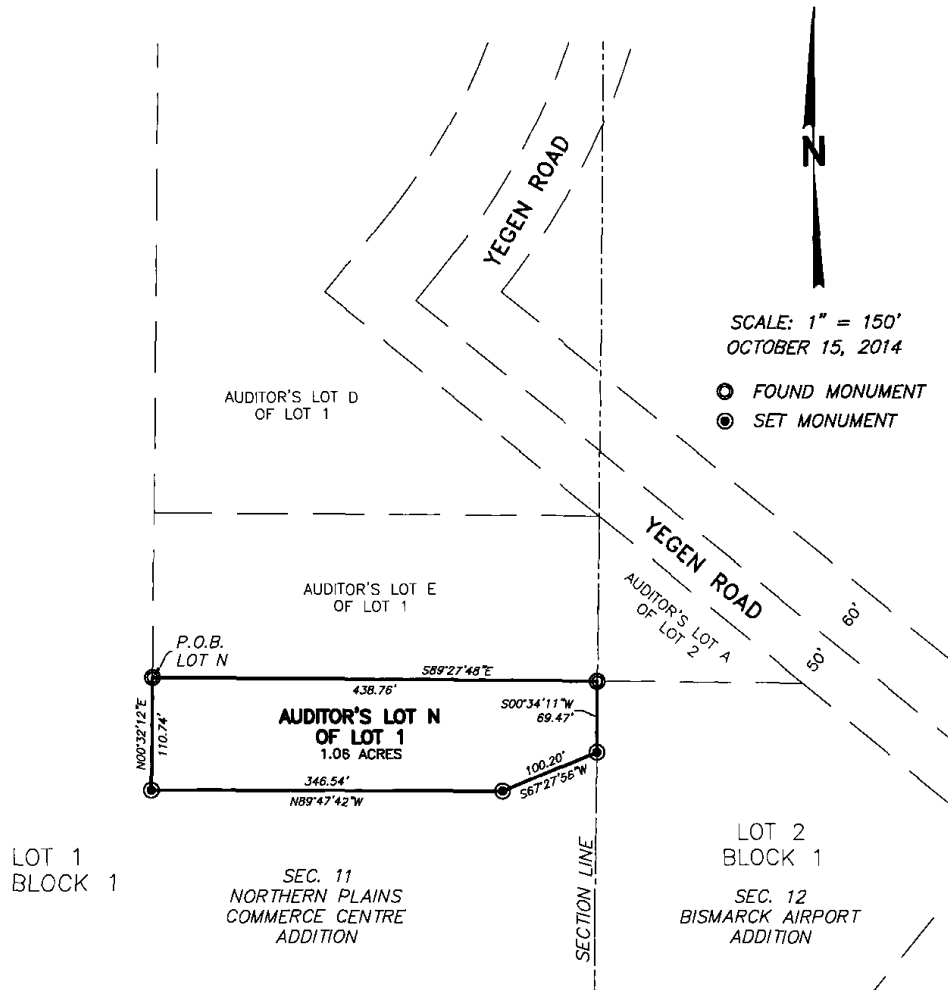 YEGEN ROAD
N
SCALE: 1" = 150'
OCTOBER 15, 2014
FOUND MONUMENT
SET MONUMENT
AUDITOR'S LOT D
OF LOT 1
YEGEN ROAD
AUDITOR'S LOT E
OF LOT 1
AUDITOR'S LOT A
OF LOT 2
60'
50'
P.O.B.
LOT N
S89°27'48"E
438.76'
S00°34'11"W
69.47'
N00°32'12"E
110.74'
AUDITOR'S LOT N
OF LOT 1
1.06 ACRES
100.20'
S67°27'56"W
346.54'
N89°47'42"W
LOT 1
BLOCK 1
SEC. 11
NORTHERN PLAINS
COMMERCE CENTRE
ADDITION
SECTION LINE
LOT 2
BLOCK 1
SEC. 12
BISMARCK AIRPORT
ADDITION